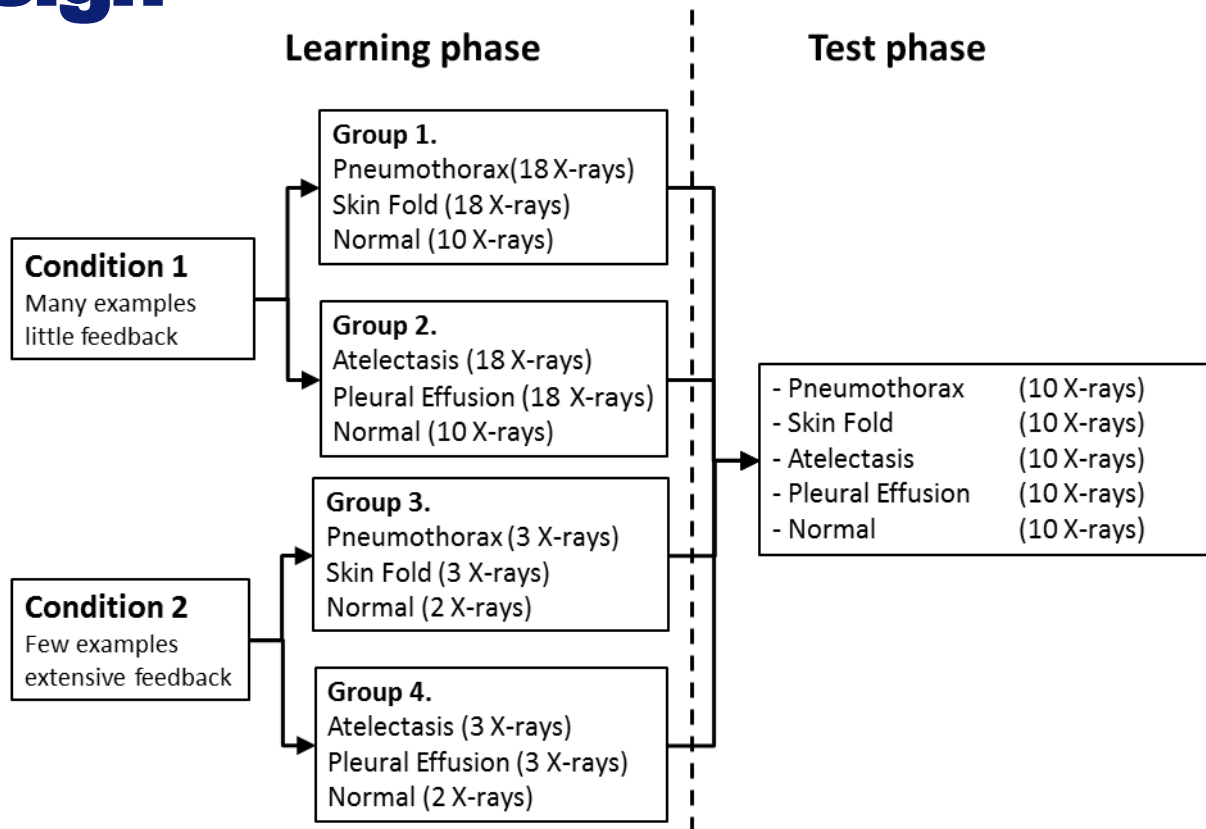 sign
Learning phase
Test phase
Condition 1
Many examples
little feedback
Group 1.
Pneumothorax(18 X-rays)
Skin Fold (18 X-rays)
Normal (10 X-rays)
Group 2.
Atelectasis (18 X-rays)
Pleural Effusion (18 X-rays)
Normal (10 X-rays)
Condition 2
Few examples
extensive feedback
Group 3.
Pneumothorax (3 X-rays)
Skin Fold (3 X-rays)
Normal (2 X-rays)
Group 4.
Atelectasis (3 X-rays)
Pleural Effusion (3 X-rays)
Normal (2 X-rays)
- Pneumothorax (10 X-rays)
- Skin Fold (10 X-rays)
- Atelectasis (10 X-rays)
- Pleural Effusion (10 X-rays)
- Normal (10 X-rays)